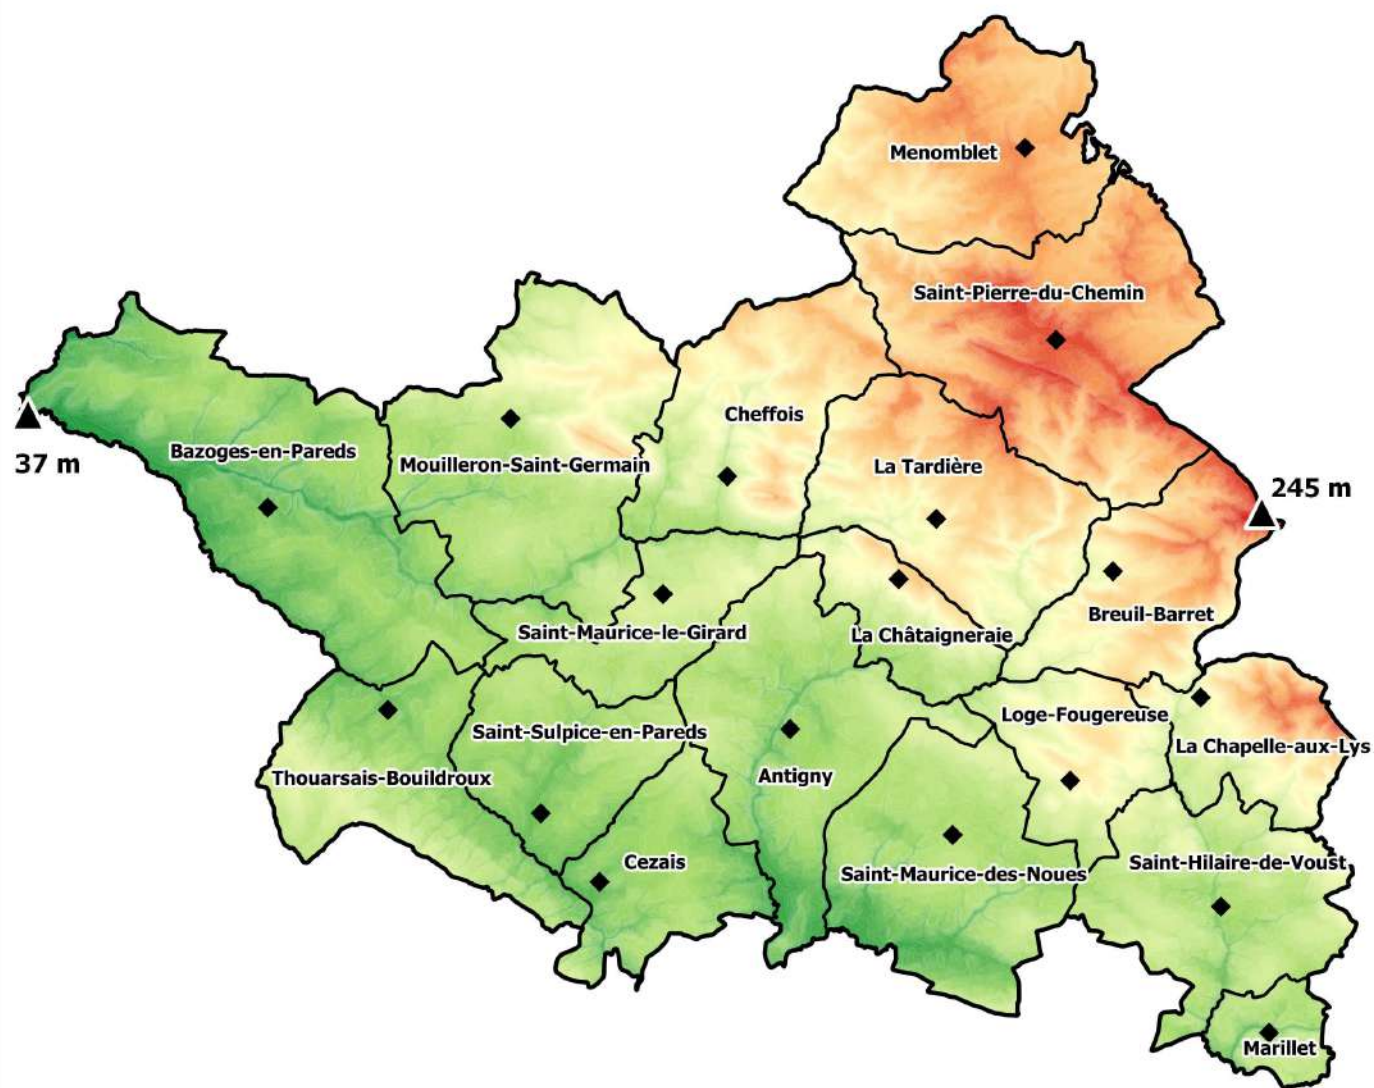 Menomblet
Saint-Pierre-du-Chemin
Cheffois
Bazoges-en-Pareds
Mouilleron-Saint-Germain
La Tardière
37 m
245 m
Breuil-Barret
Saint-Maurice-le-Girard
La Châtaigneraie
Loge-Fougereuse
Saint-Sulpice-en-Pareds
La Chapelle-aux-Lys
Thouarsais-Bouildroux
Antigny
Cezais
Saint-Hilaire-de-Voust
Saint-Maurice-des-Noues
Marillet